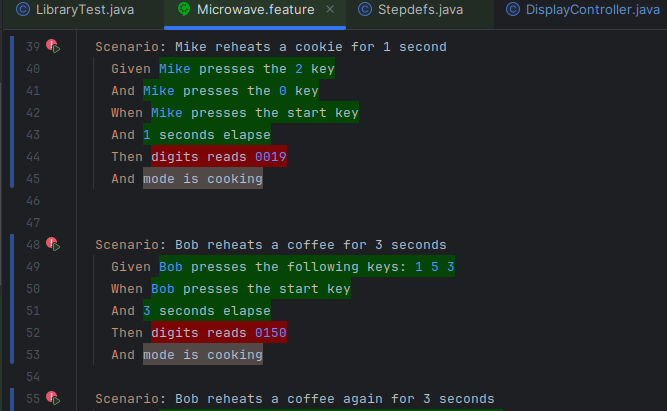 LibraryTest.java Microwave.feature Stepdefs.java DisplayController.java
39 Scenario: Mike reheats a cookie for 1 second
40 Given Mike presses the 2 key
41 And Mike presses the 0 key
42 When Mike presses the start key
43 And 1 seconds elapse
44 Then digits reads 0019
45 And mode is cooking
46
47
48 Scenario: Bob reheats a coffee for 3 seconds
49 Given Bob presses the following keys: 1 5 3
50 When Bob presses the start key
51 And 3 seconds elapse
52 Then digits reads 0150
53 And mode is cooking
54
55 Scenario: Bob reheats a coffee again for 3 seconds